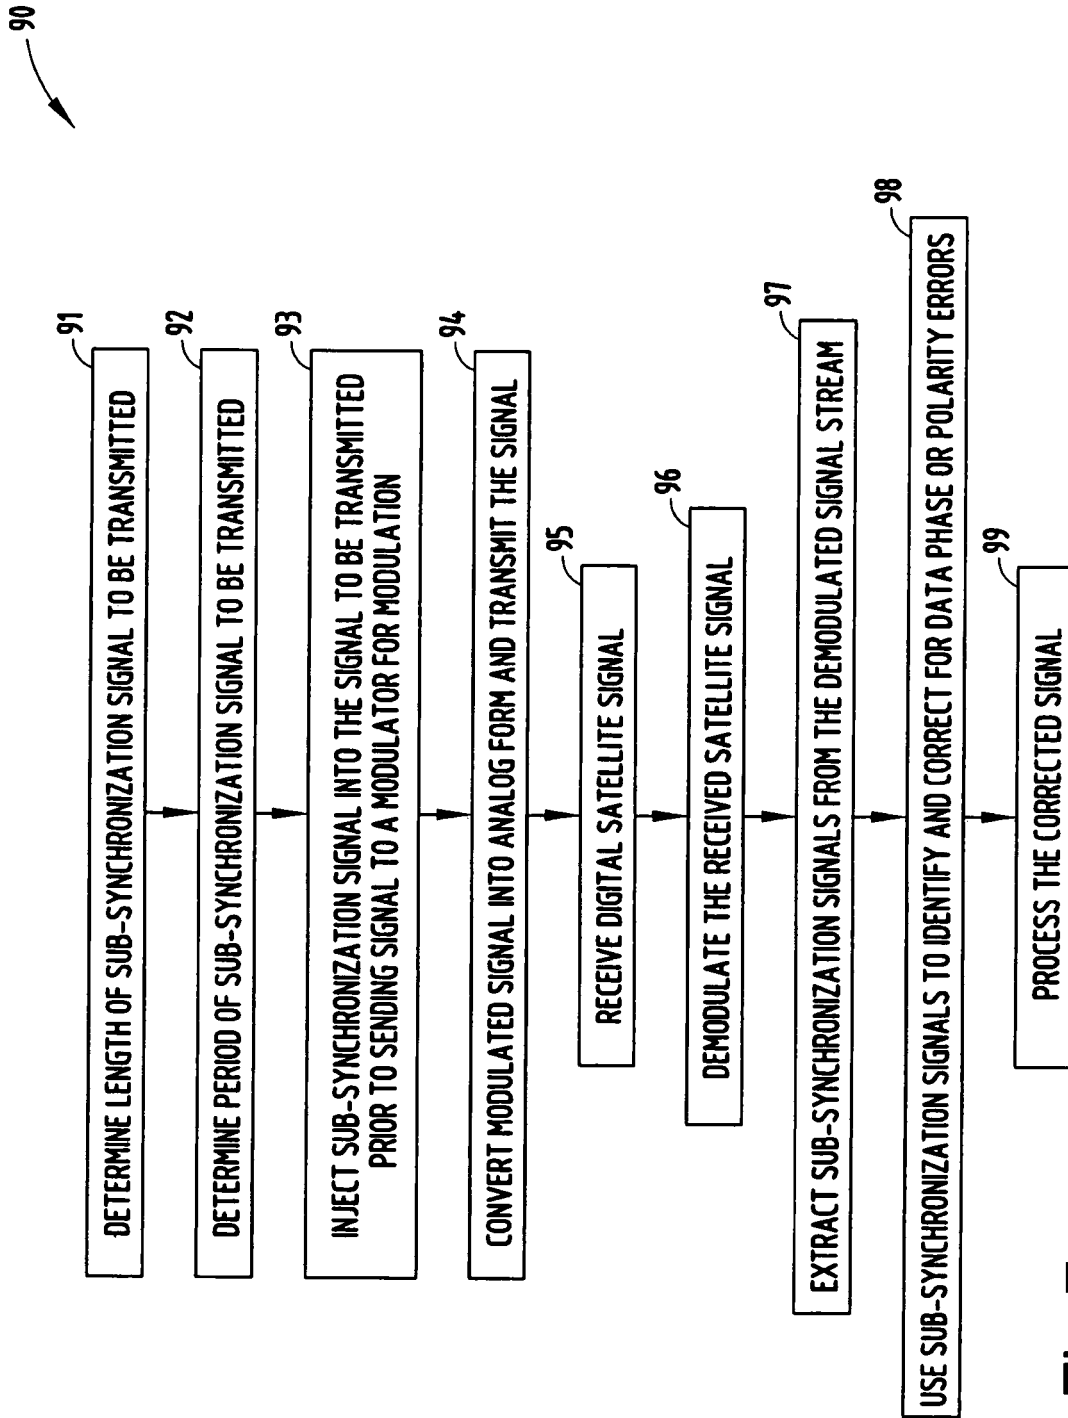 90
91
DETERMINE LENGTH OF SUB-SYNCHRONIZATION SIGNAL TO BE TRANSMITTED
92
DETERMINE PERIOD OF SUB-SYNCHRONIZATION SIGNAL TO BE TRANSMITTED
93
INJECT SUB-SYNCHRONIZATION SIGNAL INTO THE SIGNAL TO BE TRANSMITTED
PRIOR TO SENDING SIGNAL TO A MODULATOR FOR MODULATION
94
CONVERT MODULATED SIGNAL INTO ANALOG FORM AND TRANSMIT THE SIGNAL
95
RECEIVE DIGITAL SATELLITE SIGNAL
96
DEMODULATE THE RECEIVED SATELLITE SIGNAL
97
EXTRACT SUB-SYNCHRONIZATION SIGNALS FROM THE DEMODULATED SIGNAL STREAM
98
USE SUB-SYNCHRONIZATION SIGNALS TO IDENTIFY AND CORRECT FOR DATA PHASE OR POLARITY ERRORS
99
PROCESS THE CORRECTED SIGNAL